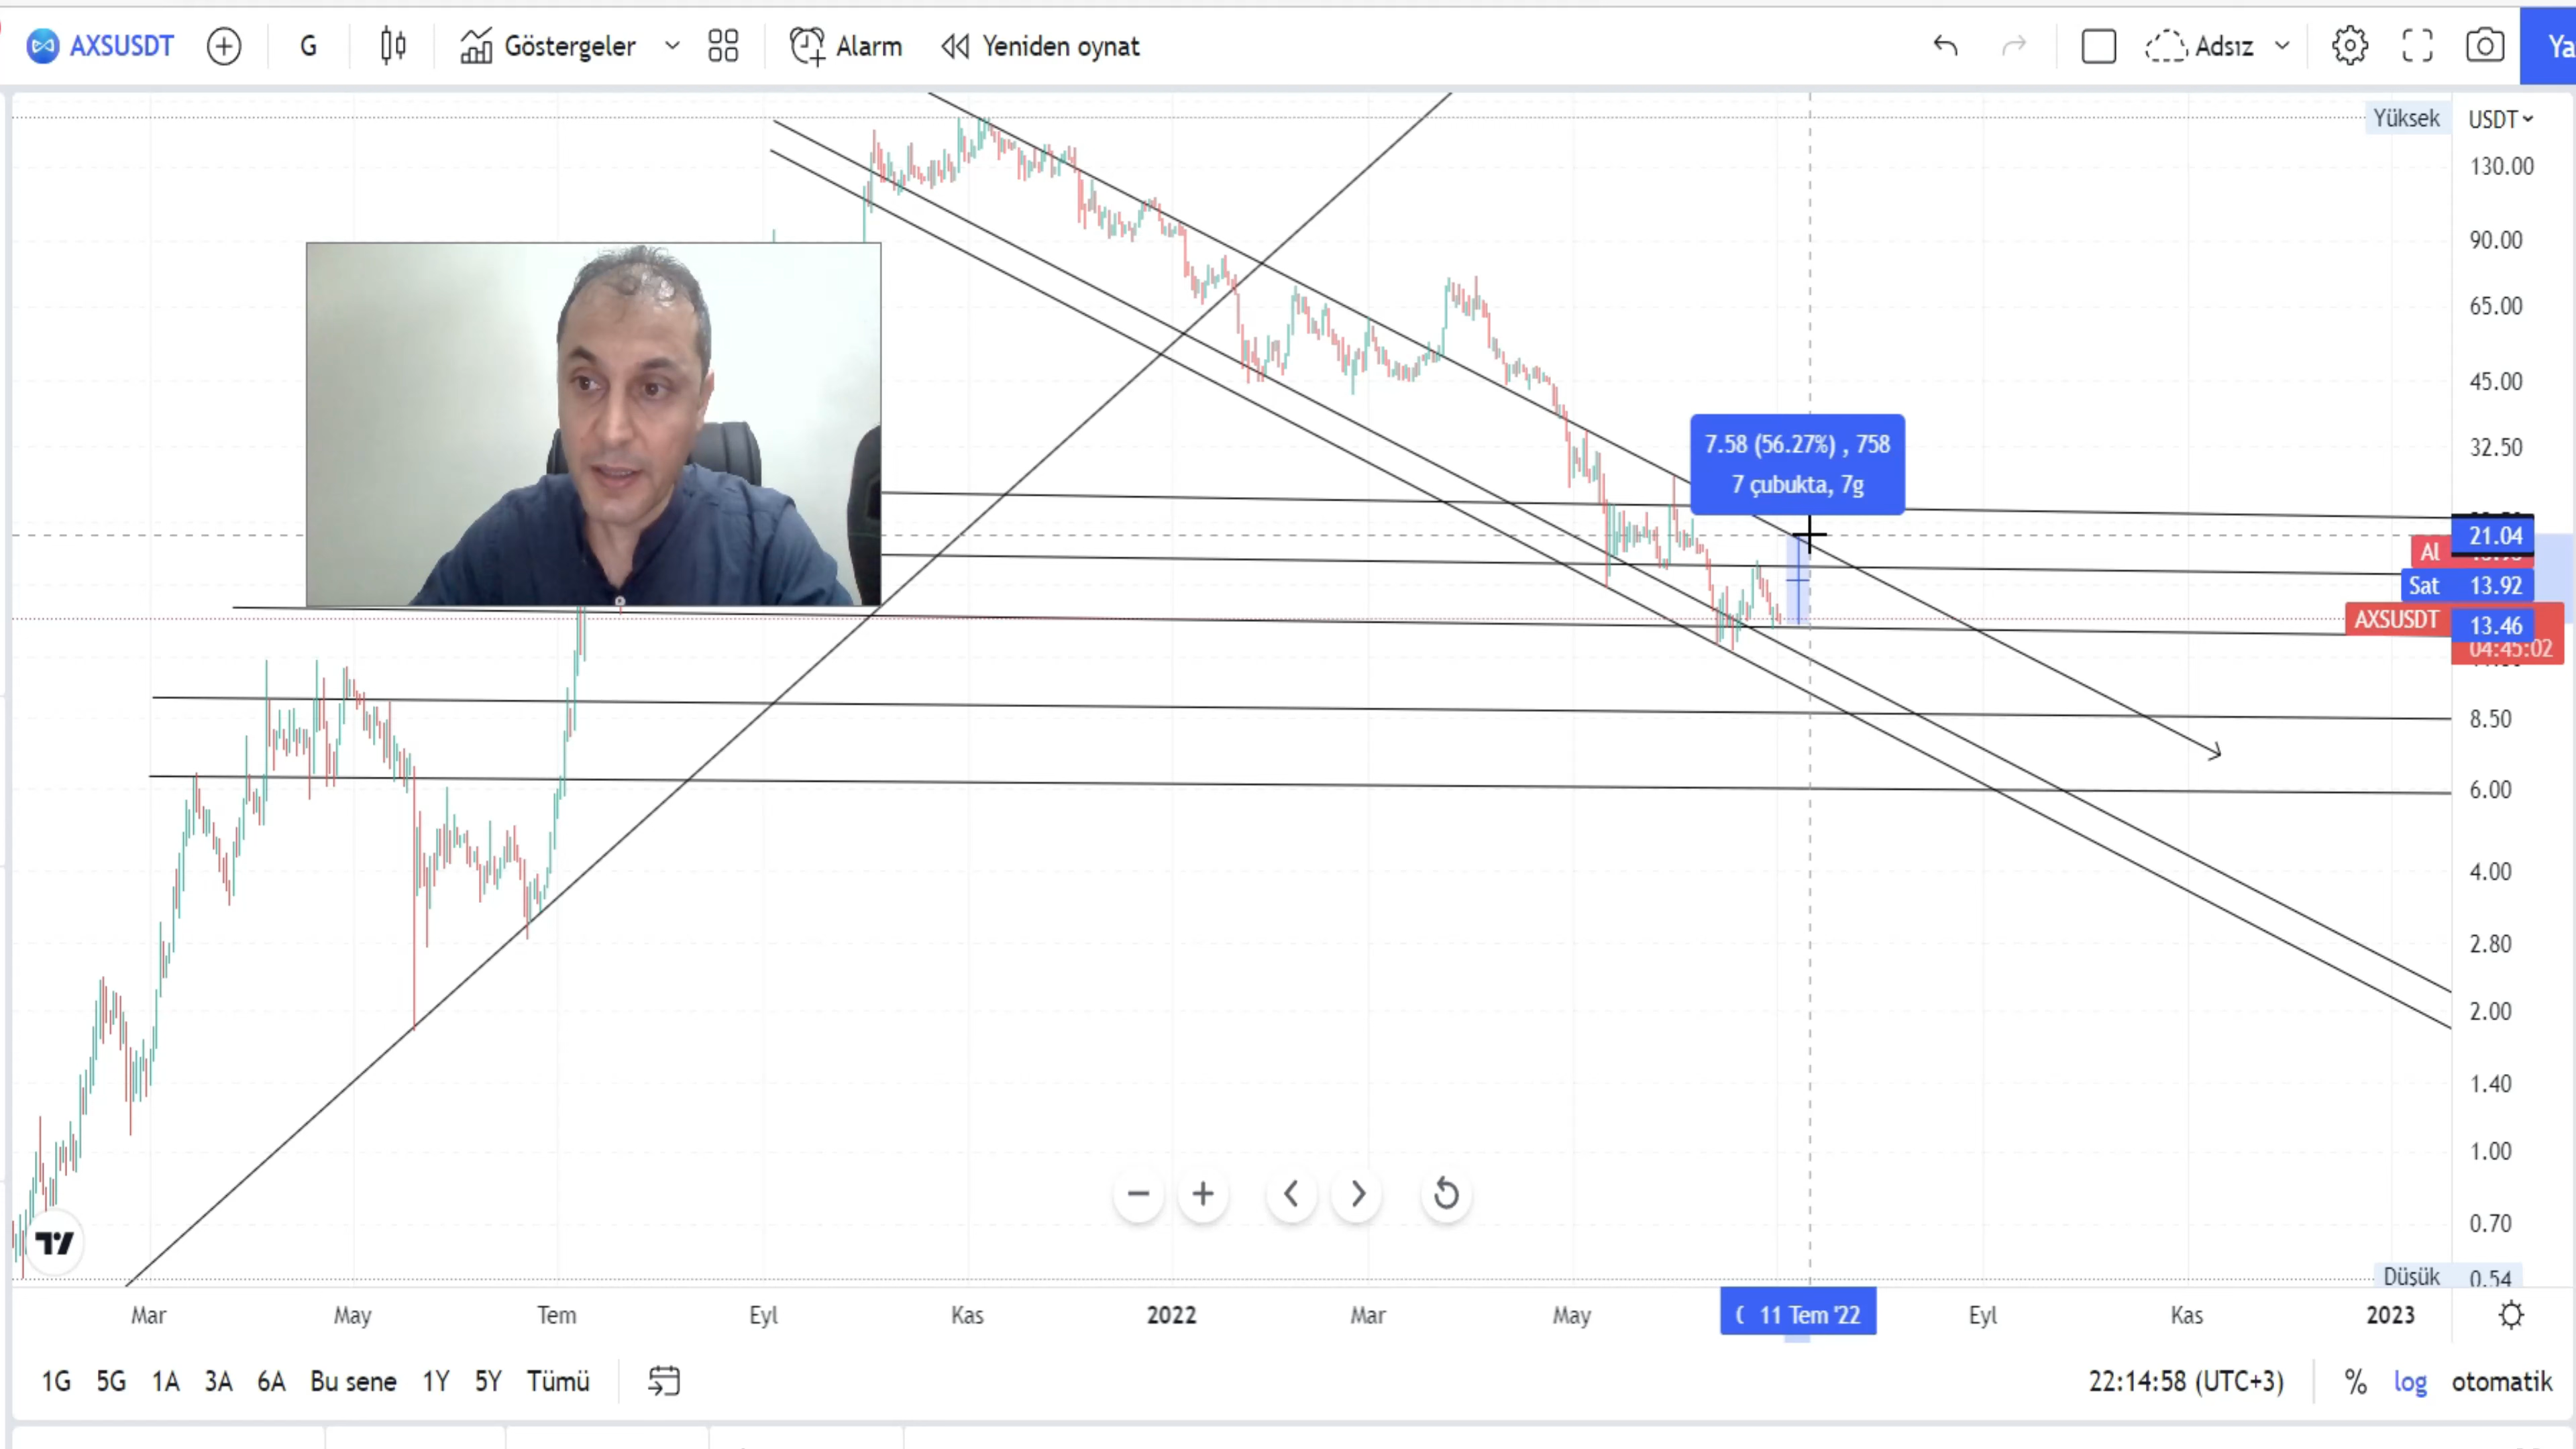 AXSUSDT G Göstergeler Alarm Yeniden oynat Adsız Ya
Yüksek USDT
130.00
90.00
65.00
45.00
32.50
7.58 (56.27%) , 758
7 çubukta, 7g
21.04
Al
Sat 13.92
AXSUSDT 13.46
04:45:02
8.50
6.00
4.00
2.80
2.00
1.40
1.00
0.70
Düşük 0.54
Mar May Tem Eyl Kas 2022 Mar May 11 Tem '22 Eyl Kas 2023
1G 5G 1A 3A 6A Bu sene 1Y 5Y Tümü 22:14:58 (UTC+3) % log otomatik